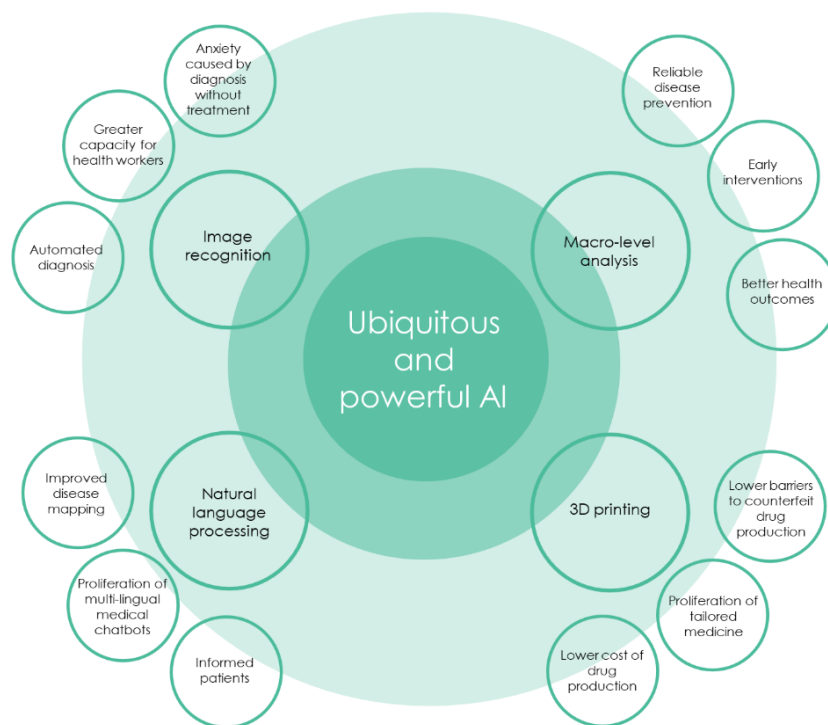 Anxiety
caused by
diagnosis
without
treatment
Greater
capacity for
health workers
Automated
diagnosis
Image
recognition
Reliable
disease
prevention
Early
interventions
Better health
outcomes
Macro-level
analysis
Ubiquitous
and
powerful AI
Improved
disease
mapping
Proliferation of
multi-lingual
medical
chatbots
Informed
patients
Natural
language
processing
3D printing
Lower barriers
to counterfeit
drug
production
Proliferation of
tailored
medicine
Lower cost of
drug
production